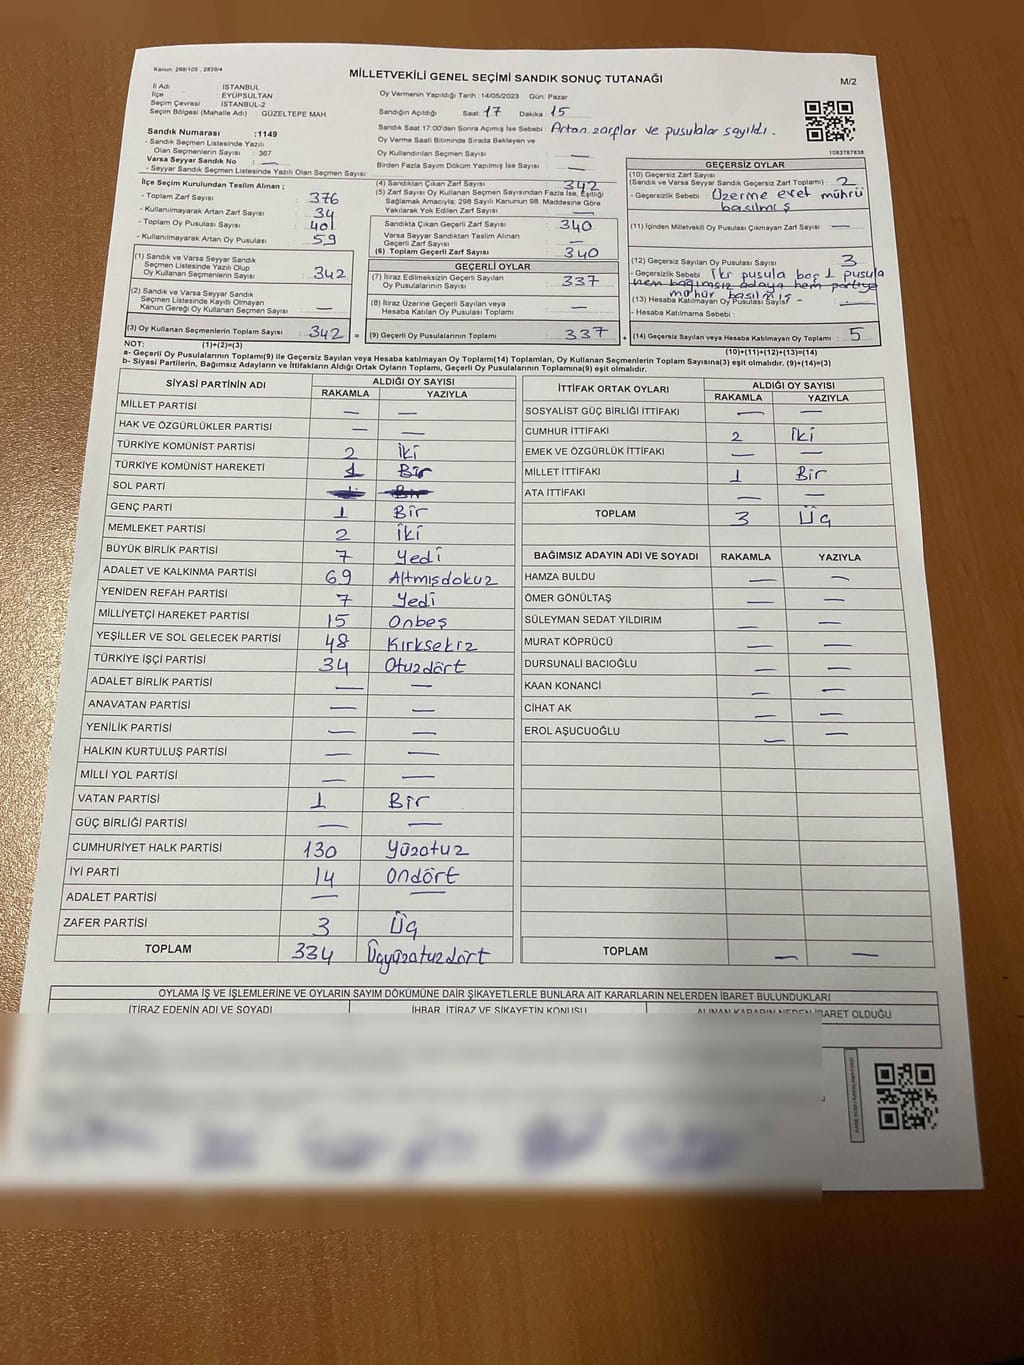 Kanun: 298/105 , 2839/4
MİLLETVEKİLİ GENEL SEÇİMİ SANDIK SONUÇ TUTANAĞI
M/2
İl Adı : İSTANBUL
İlçe : EYÜPSULTAN
Seçim Çevresi : İSTANBUL-2
Seçim Bölgesi (Mahalle Adı) : GÜZELTEPE MAH
Sandık Numarası :1149
- Sandık Seçmen Listesinde Yazılı
Olan Seçmenlerin Sayısı : 367
Varsa Seyyar Sandık No : —
- Seyyar Sandık Seçmen Listesinde Yazılı Olan Seçmen Sayısı:
Oy Vermenin Yapıldığı Tarih :14/05/2023 Gün: Pazar
Sandığın Açıldığı Saat: 17 Dakika : 15
Sandık Saat 17:00'dan Sonra Açımış İse Sebebi : Artan zarflar ve pusulalar sayıldı.
Oy Verme Saati Bitiminde Sırada Bekleyen ve
Oy Kullandırılan Seçmen Sayısı : —
Birden Fazla Sayım Döküm Yapılmış İse Sayısı : —
1083787838
İlçe Seçim Kurulundan Teslim Alınan ;
- Toplam Zarf Sayısı : 376
- Kullanılmayarak Artan Zarf Sayısı : 34
- Toplam Oy Pusulası Sayısı : 401
- Kullanılmayarak Artan Oy Pusulası : 59
(1) Sandık ve Varsa Seyyar Sandık
Seçmen Listesinde Yazılı Olup
Oy Kullanan Seçmenlerin Sayısı : 342
(2) Sandık ve Varsa Seyyar Sandık
Seçmen Listesinde Kayıtlı Olmayan
Kanun Gereği Oy Kullanan Seçmen Sayısı : —
(3) Oy Kullanan Seçmenlerin Toplam Sayısı : 342 =
(4) Sandıktan Çıkan Zarf Sayısı : 342
(5) Zarf Sayısı Oy Kullanan Seçmen Sayısından Fazla İse, Eşitliği
Sağlamak Amacıyla; 298 Sayılı Kanunun 98. Maddesine Göre
Yakılarak Yok Edilen Zarf Sayısı : —
Sandıkta Çıkan Geçerli Zarf Sayısı : 340
Varsa Seyyar Sandıktan Teslim Alınan
Geçerli Zarf Sayısı : —
(6) Toplam Geçerli Zarf Sayısı : 340
GEÇERLİ OYLAR
(7) İtiraz Edilmeksizin Geçerli Sayılan
Oy Pusulalarının Toplamı : 337
(8) İtiraz Üzerine Geçerli Sayılan veya
Hesaba Katılan Oy Pusulası Toplamı : —
(9) Geçerli Oy Pusulalarının Toplamı : 337 +
GEÇERSİZ OYLAR
(10) Geçersiz Zarf Sayısı
(Sandık ve Varsa Seyyar Sandık Geçersiz Zarf Toplamı) : 2
- Geçersizlik Sebebi : Üzerine evet mührü
basılmış
(11) İçinden Milletvekili Oy Pusulası Çıkmayan Zarf Sayısı : —
(12) Geçersiz Sayılan Oy Pusulası Sayısı : 3
- Geçersizlik Sebebi : İki pusula boş 1 pusula
hem bağımsız adaya hem partiye
mühür basılmış -
(13) Hesaba Katılmayan Oy Pusulası Sayısı : —
- Hesaba Katılmama Sebebi :
(14) Geçersiz Sayılan veya Hesaba Katılmayan Oy Toplamı : 5
NOT: (1)+(2)=(3) (10)+(11)+(12)+(13)=(14)
a- Geçerli Oy Pusulalarının Toplamı(9) ile Geçersiz Sayılan veya Hesaba katılmayan Oy Toplamı(14) Toplamları, Oy Kullanan Seçmenlerin Toplam Sayısına(3) eşit olmalıdır. (9)+(14)=(3)
b- Siyasi Partilerin, Bağımsız Adayların ve İttifakların Aldığı Ortak Oyların Toplamı, Geçerli Oy Pusulalarının Toplamına(9) eşit olmalıdır.
SİYASİ PARTİNİN ADI ALDIĞI OY SAYISI
RAKAMLA YAZIYLA
MİLLET PARTİSİ — —
HAK VE ÖZGÜRLÜKLER PARTİSİ — —
TÜRKİYE KOMÜNİST PARTİSİ 2 İki
TÜRKİYE KOMÜNİST HAREKETİ 1 Bir
SOL PARTİ
GENÇ PARTİ 1 Bir
MEMLEKET PARTİSİ 2 İki
BÜYÜK BİRLİK PARTİSİ 7 Yedi
ADALET VE KALKINMA PARTİSİ 69 Altmışdokuz
YENİDEN REFAH PARTİSİ 7 Yedi
MİLLİYETÇİ HAREKET PARTİSİ 15 Onbeş
YEŞİLLER VE SOL GELECEK PARTİSİ 48 Kırksekiz
TÜRKİYE İŞÇİ PARTİSİ 34 Otuzdört
ADALET BİRLİK PARTİSİ — —
ANAVATAN PARTİSİ — —
YENİLİK PARTİSİ — —
HALKIN KURTULUŞ PARTİSİ — —
MİLLİ YOL PARTİSİ — —
VATAN PARTİSİ 1 Bir
GÜÇ BİRLİĞİ PARTİSİ — —
CUMHURİYET HALK PARTİSİ 130 Yüzotuz
İYİ PARTİ 14 Ondört
ADALET PARTİSİ — —
ZAFER PARTİSİ 3 Üç
TOPLAM 334 Üçyüzotuzdört
İTTİFAK ORTAK OYLARI ALDIĞI OY SAYISI
RAKAMLA YAZIYLA
SOSYALİST GÜÇ BİRLİĞİ İTTİFAKI — —
CUMHUR İTTİFAKI 2 İki
EMEK VE ÖZGÜRLÜK İTTİFAKI — —
MİLLET İTTİFAKI 1 Bir
ATA İTTİFAKI — —
TOPLAM 3 Üç
BAĞIMSIZ ADAYIN ADI VE SOYADI RAKAMLA YAZIYLA
HAMZA BULDU — —
ÖMER GÖNÜLTAŞ — —
SÜLEYMAN SEDAT YILDIRIM — —
MURAT KÖPRÜCÜ — —
DURSUNALİ BACIOĞLU — —
KAAN KONANCİ — —
CİHAT AK — —
EROL AŞUCUOĞLU — —
TOPLAM — —
OYLAMA İŞ VE İŞLEMLERİNE VE OYLARIN SAYIM DÖKÜMÜNE DAİR ŞİKAYETLERLE BUNLARA AİT KARARLARIN NELERDEN İBARET BULUNDUKLARI
İTİRAZ EDENİN ADI VE SOYADI İHBAR, İTİRAZ VE ŞİKAYETİN KONUSU ALINAN KARARIN NEDEN İBARET OLDUĞU